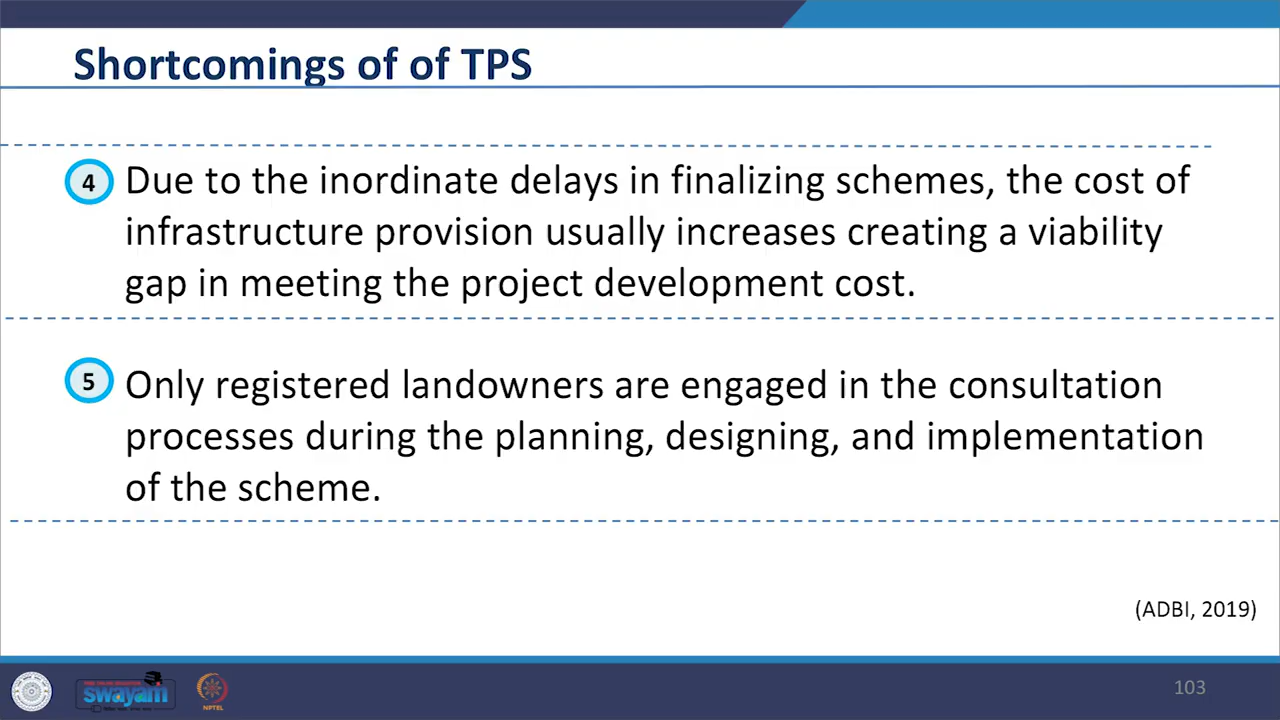 Shortcomings of of TPS
4 Due to the inordinate delays in finalizing schemes, the cost of
infrastructure provision usually increases creating a viability
gap in meeting the project development cost.
5 Only registered landowners are engaged in the consultation
processes during the planning, designing, and implementation
of the scheme.
(ADBI, 2019)
swayam
NPTEL
103